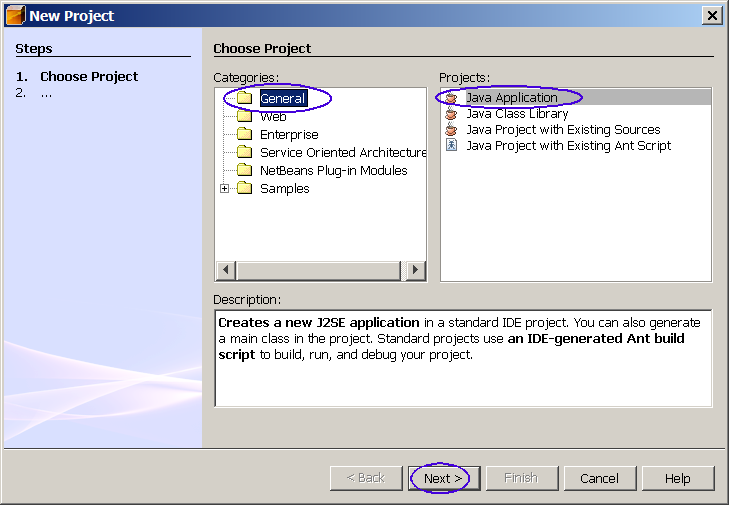 New Project
Steps
1. Choose Project
2. ...
Choose Project
Categories:
General
Web
Enterprise
Service Oriented Architecture
NetBeans Plug-in Modules
Samples
Projects:
Java Application
Java Class Library
Java Project with Existing Sources
Java Project with Existing Ant Script
Description:
Creates a new J2SE application in a standard IDE project. You can also generate
a main class in the project. Standard projects use an IDE-generated Ant build
script to build, run, and debug your project.
< Back
Next >
Finish
Cancel
Help